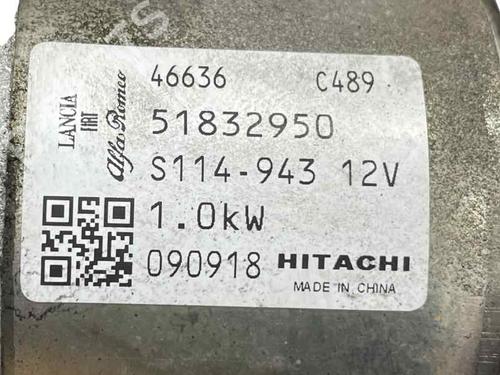 46636 C489
LANCIA
FIAT
Alfa Romeo
51832950
S114-943 12V
1.0kW
090918 HITACHI
MADE IN CHINA